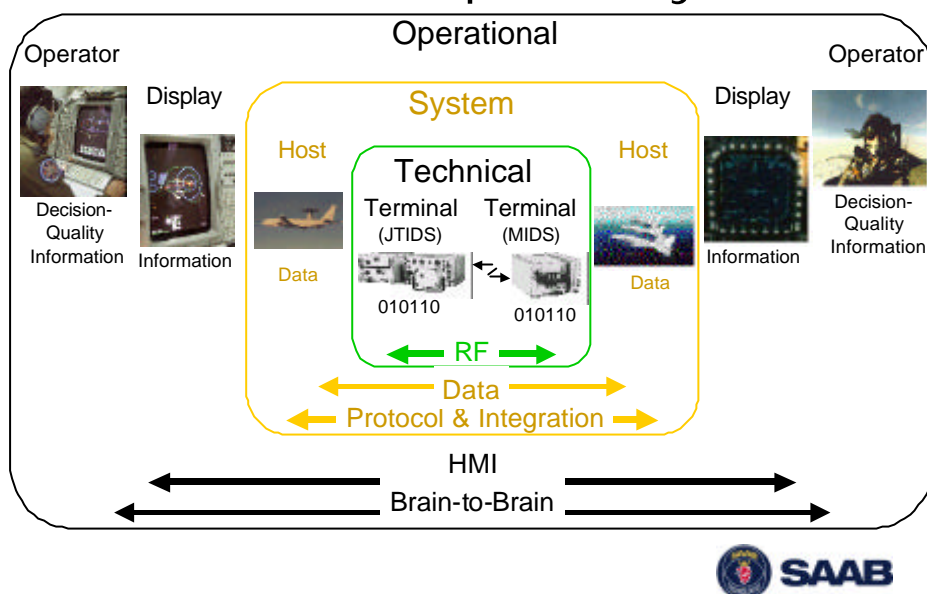 Operational
Operator
Operator
Display
Display
System
Host
Host
Technical
Terminal
(JTIDS)
Terminal
(MIDS)
Decision-
Quality
Information
Information
Data
010110
010110
Data
Information
Decision-
Quality
Information
RF
Data
Protocol & Integration
HMI
Brain-to-Brain
SAAB